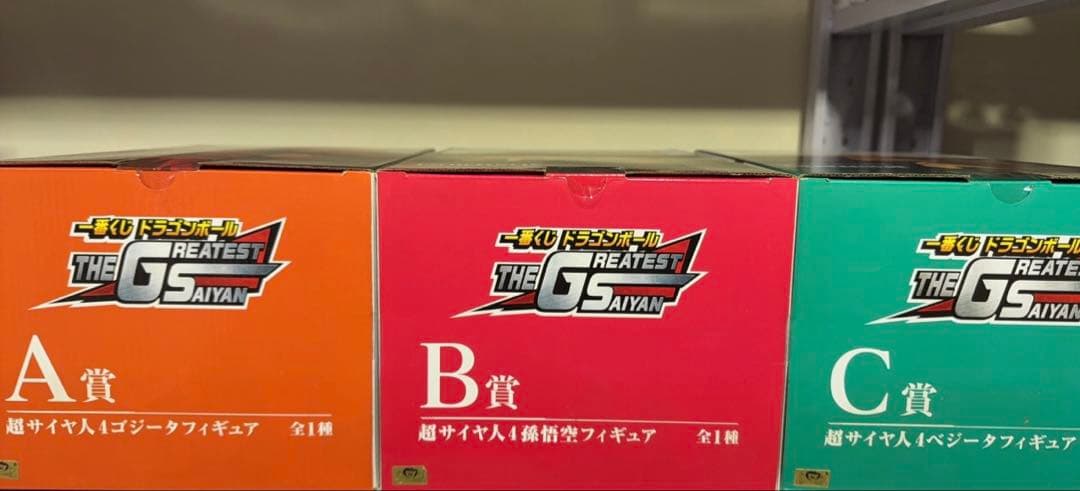 一番くじ ドラゴンボール
THE GREATEST
SAIYAN
A賞
超サイヤ人4ゴジータフィギュア 全1種
一番くじ ドラゴンボール
THE GREATEST
SAIYAN
B賞
超サイヤ人4孫悟空フィギュア 全1種
一番くじ ドラゴンボール
THE GREATEST
SAIYAN
C賞
超サイヤ人4ベジータフィギュア